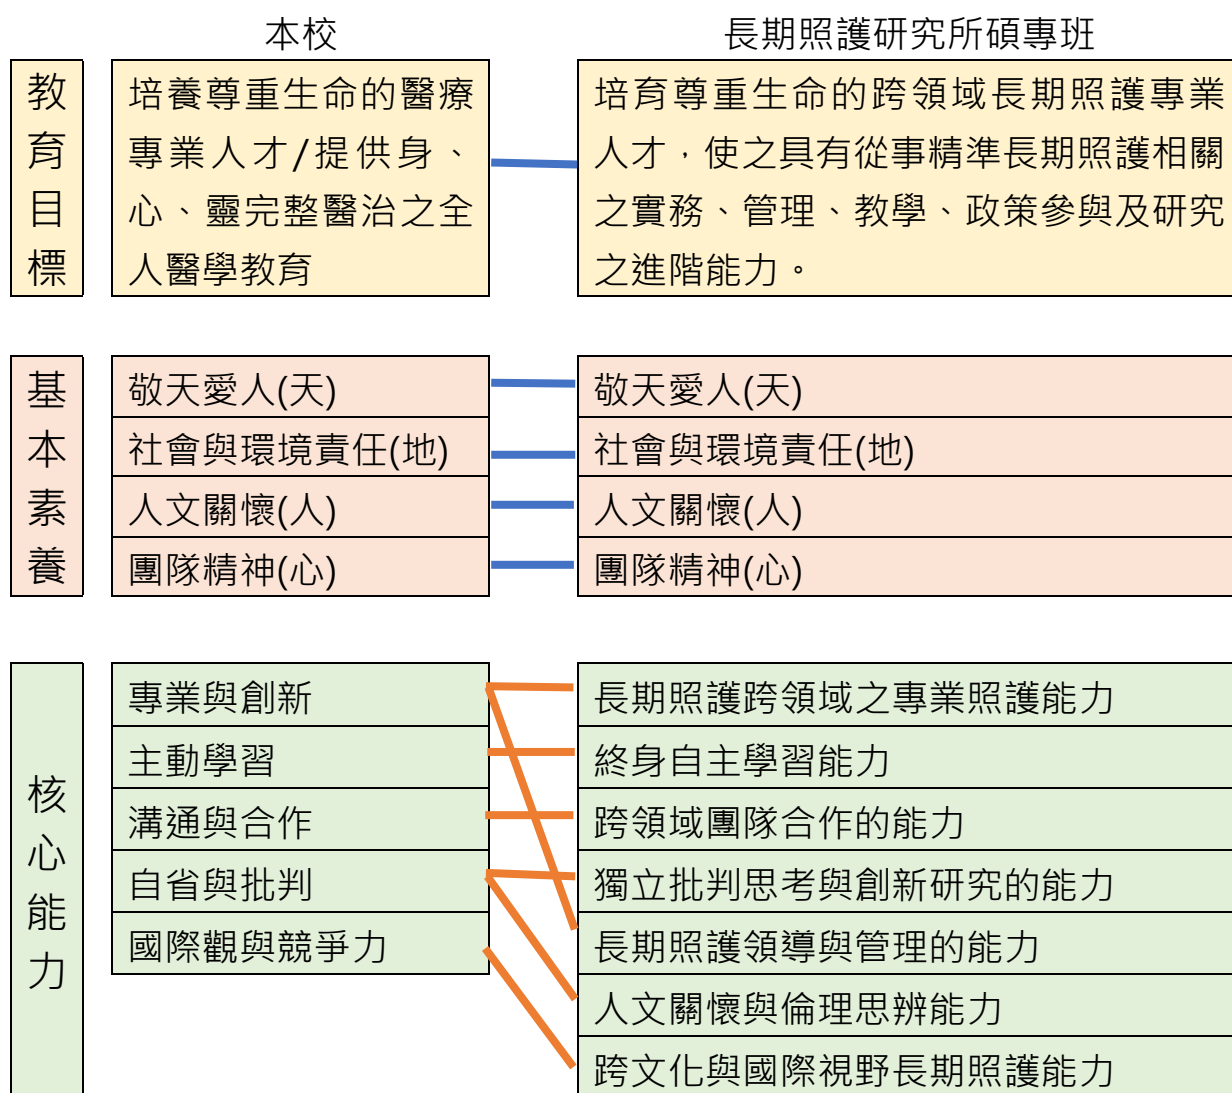 本校
長期照護研究所碩專班
教育目標
培養尊重生命的醫療
專業人才/提供身、
心、靈完整醫治之全
人醫學教育
培育尊重生命的跨領域長期照護專業
人才，使之具有從事精準長期照護相關
之實務、管理、教學、政策參與及研究
之進階能力。
基本素養
敬天愛人(天)
敬天愛人(天)
社會與環境責任(地)
社會與環境責任(地)
人文關懷(人)
人文關懷(人)
團隊精神(心)
團隊精神(心)
核心能力
專業與創新
長期照護跨領域之專業照護能力
主動學習
終身自主學習能力
溝通與合作
跨領域團隊合作的能力
自省與批判
獨立批判思考與創新研究的能力
國際觀與競爭力
長期照護領導與管理的能力
人文關懷與倫理思辨能力
跨文化與國際視野長期照護能力